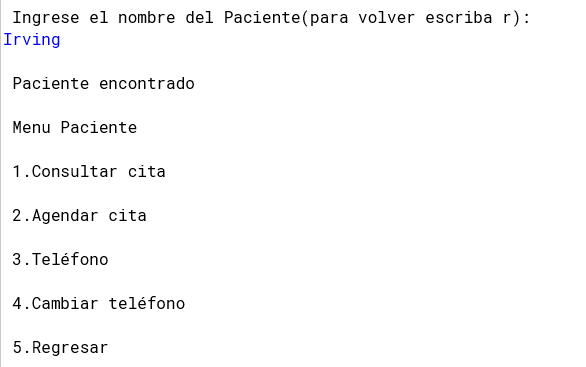 Ingrese el nombre del Paciente(para volver escriba r):
Irving
Paciente encontrado
Menu Paciente
1.Consultar cita
2.Agendar cita
3.Teléfono
4.Cambiar teléfono
5.Regresar